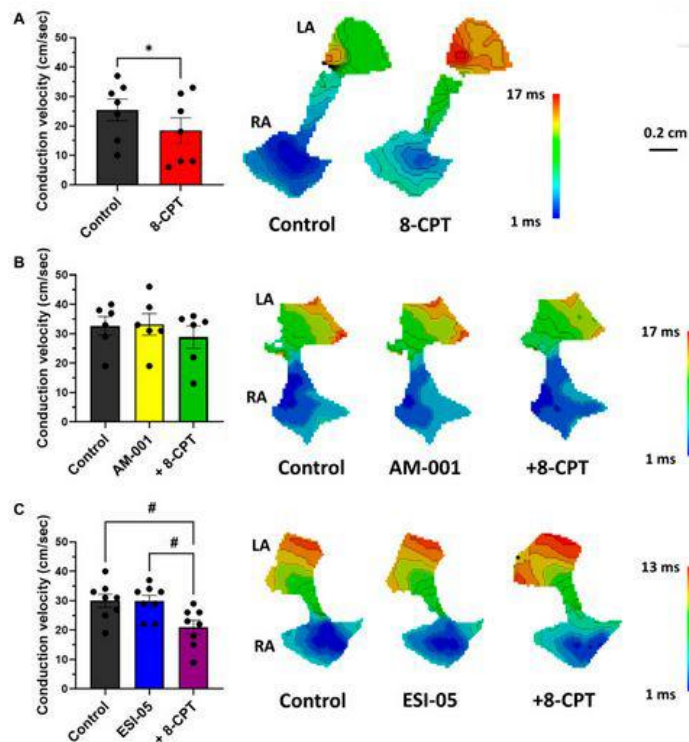 A
Conduction velocity (cm/sec)
50
40
30
20
10
0
*
Control
8-CPT
LA
RA
Control
8-CPT
17 ms
1 ms
0.2 cm
B
Conduction velocity (cm/sec)
50
40
30
20
10
0
Control
AM-001
+ 8-CPT
LA
RA
Control
AM-001
+8-CPT
17 ms
1 ms
C
Conduction velocity (cm/sec)
50
40
30
20
10
0
#
#
Control
ESI-05
+ 8-CPT
LA
RA
Control
ESI-05
+8-CPT
13 ms
1 ms